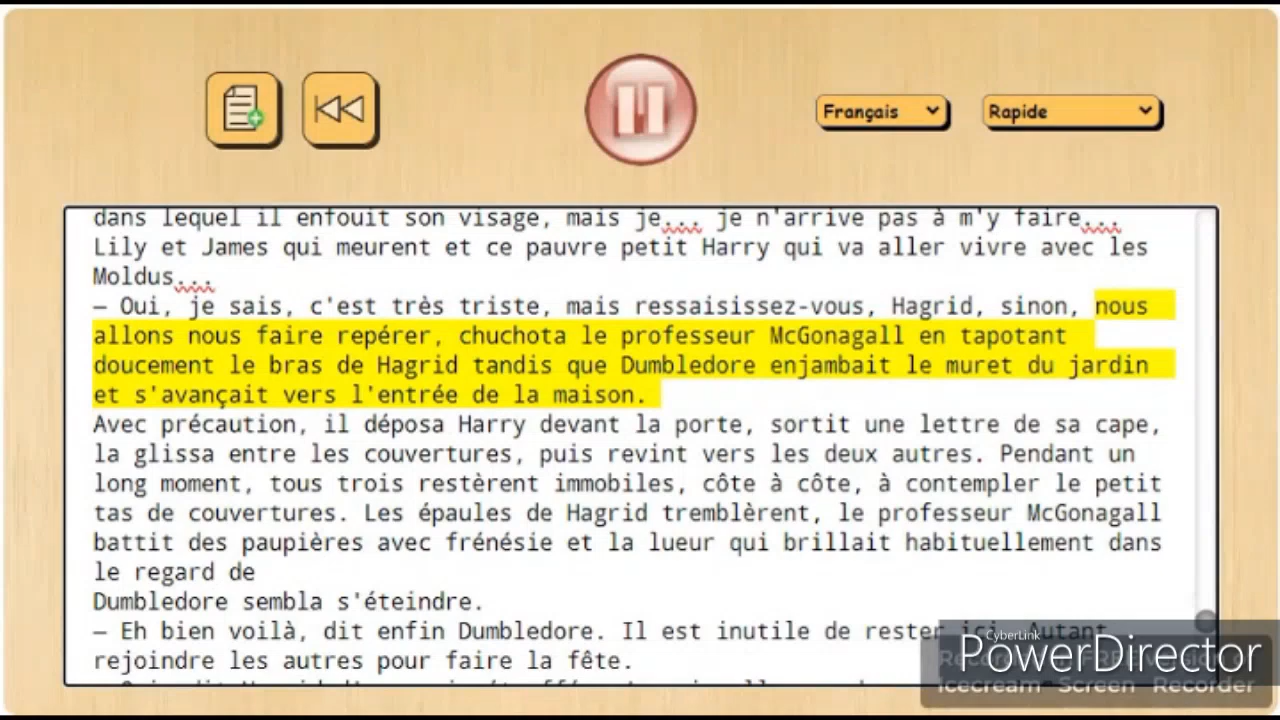 Français
Rapide
dans lequel il enfouit son visage, mais je... je n'arrive pas à m'y faire...
Lily et James qui meurent et ce pauvre petit Harry qui va aller vivre avec les
Moldus...
— Oui, je sais, c'est très triste, mais ressaisissez-vous, Hagrid, sinon, nous
allons nous faire repérer, chuchota le professeur McGonagall en tapotant
doucement le bras de Hagrid tandis que Dumbledore enjambait le muret du jardin
et s'avançait vers l'entrée de la maison.
Avec précaution, il déposa Harry devant la porte, sortit une lettre de sa cape,
la glissa entre les couvertures, puis revint vers les deux autres. Pendant un
long moment, tous trois restèrent immobiles, côte à côte, à contempler le petit
tas de couvertures. Les épaules de Hagrid tremblèrent, le professeur McGonagall
battit des paupières avec frénésie et la lueur qui brillait habituellement dans
le regard de
Dumbledore sembla s'éteindre.
— Eh bien voilà, dit enfin Dumbledore. Il est inutile de rester ici. Autant
rejoindre les autres pour faire la fête.
CyberLink
PowerDirector
Icecream Screen Recorder